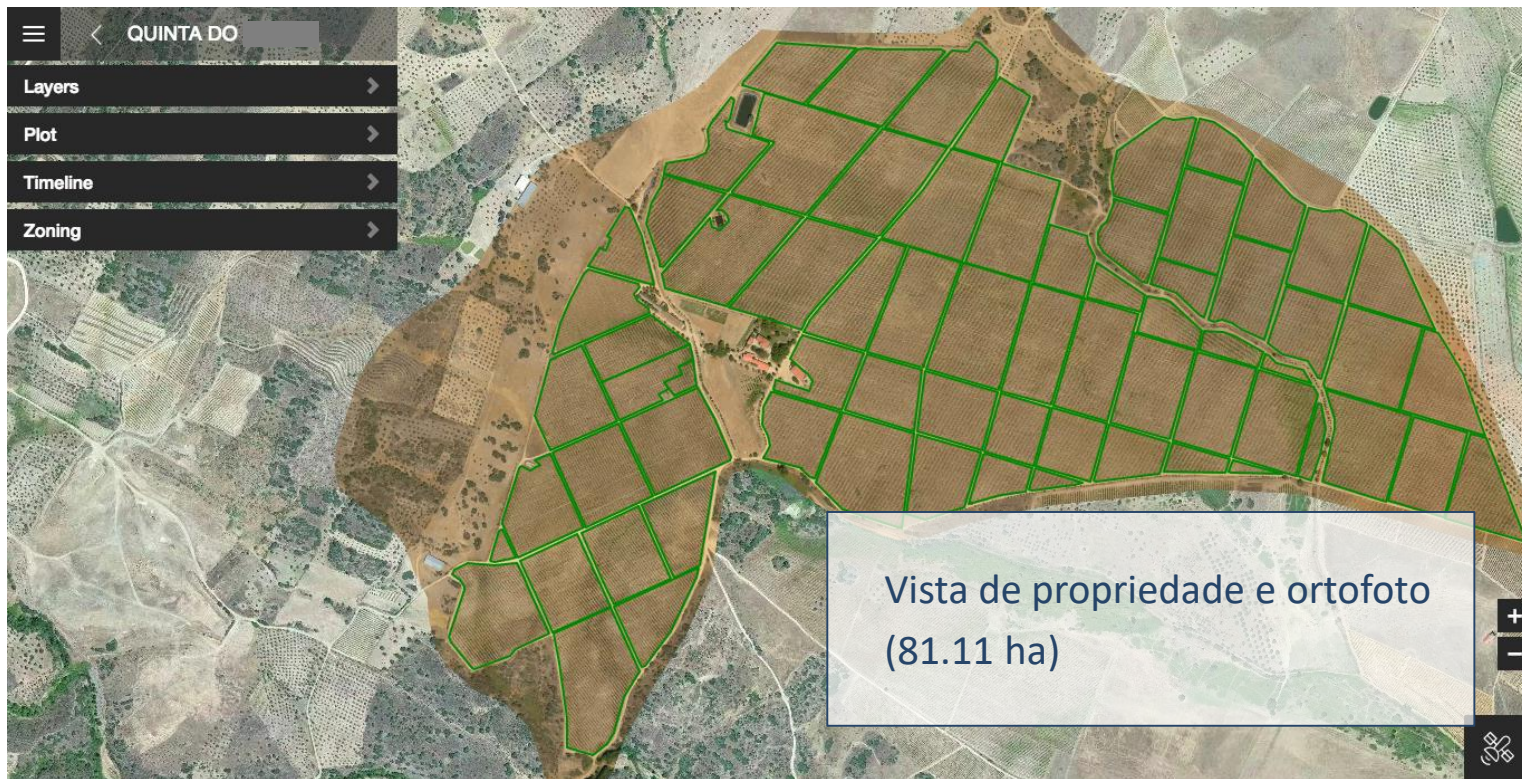 QUINTA DO
Layers
Plot
Timeline
Zoning
Vista de propriedade e ortofoto
(81.11 ha)
+
−